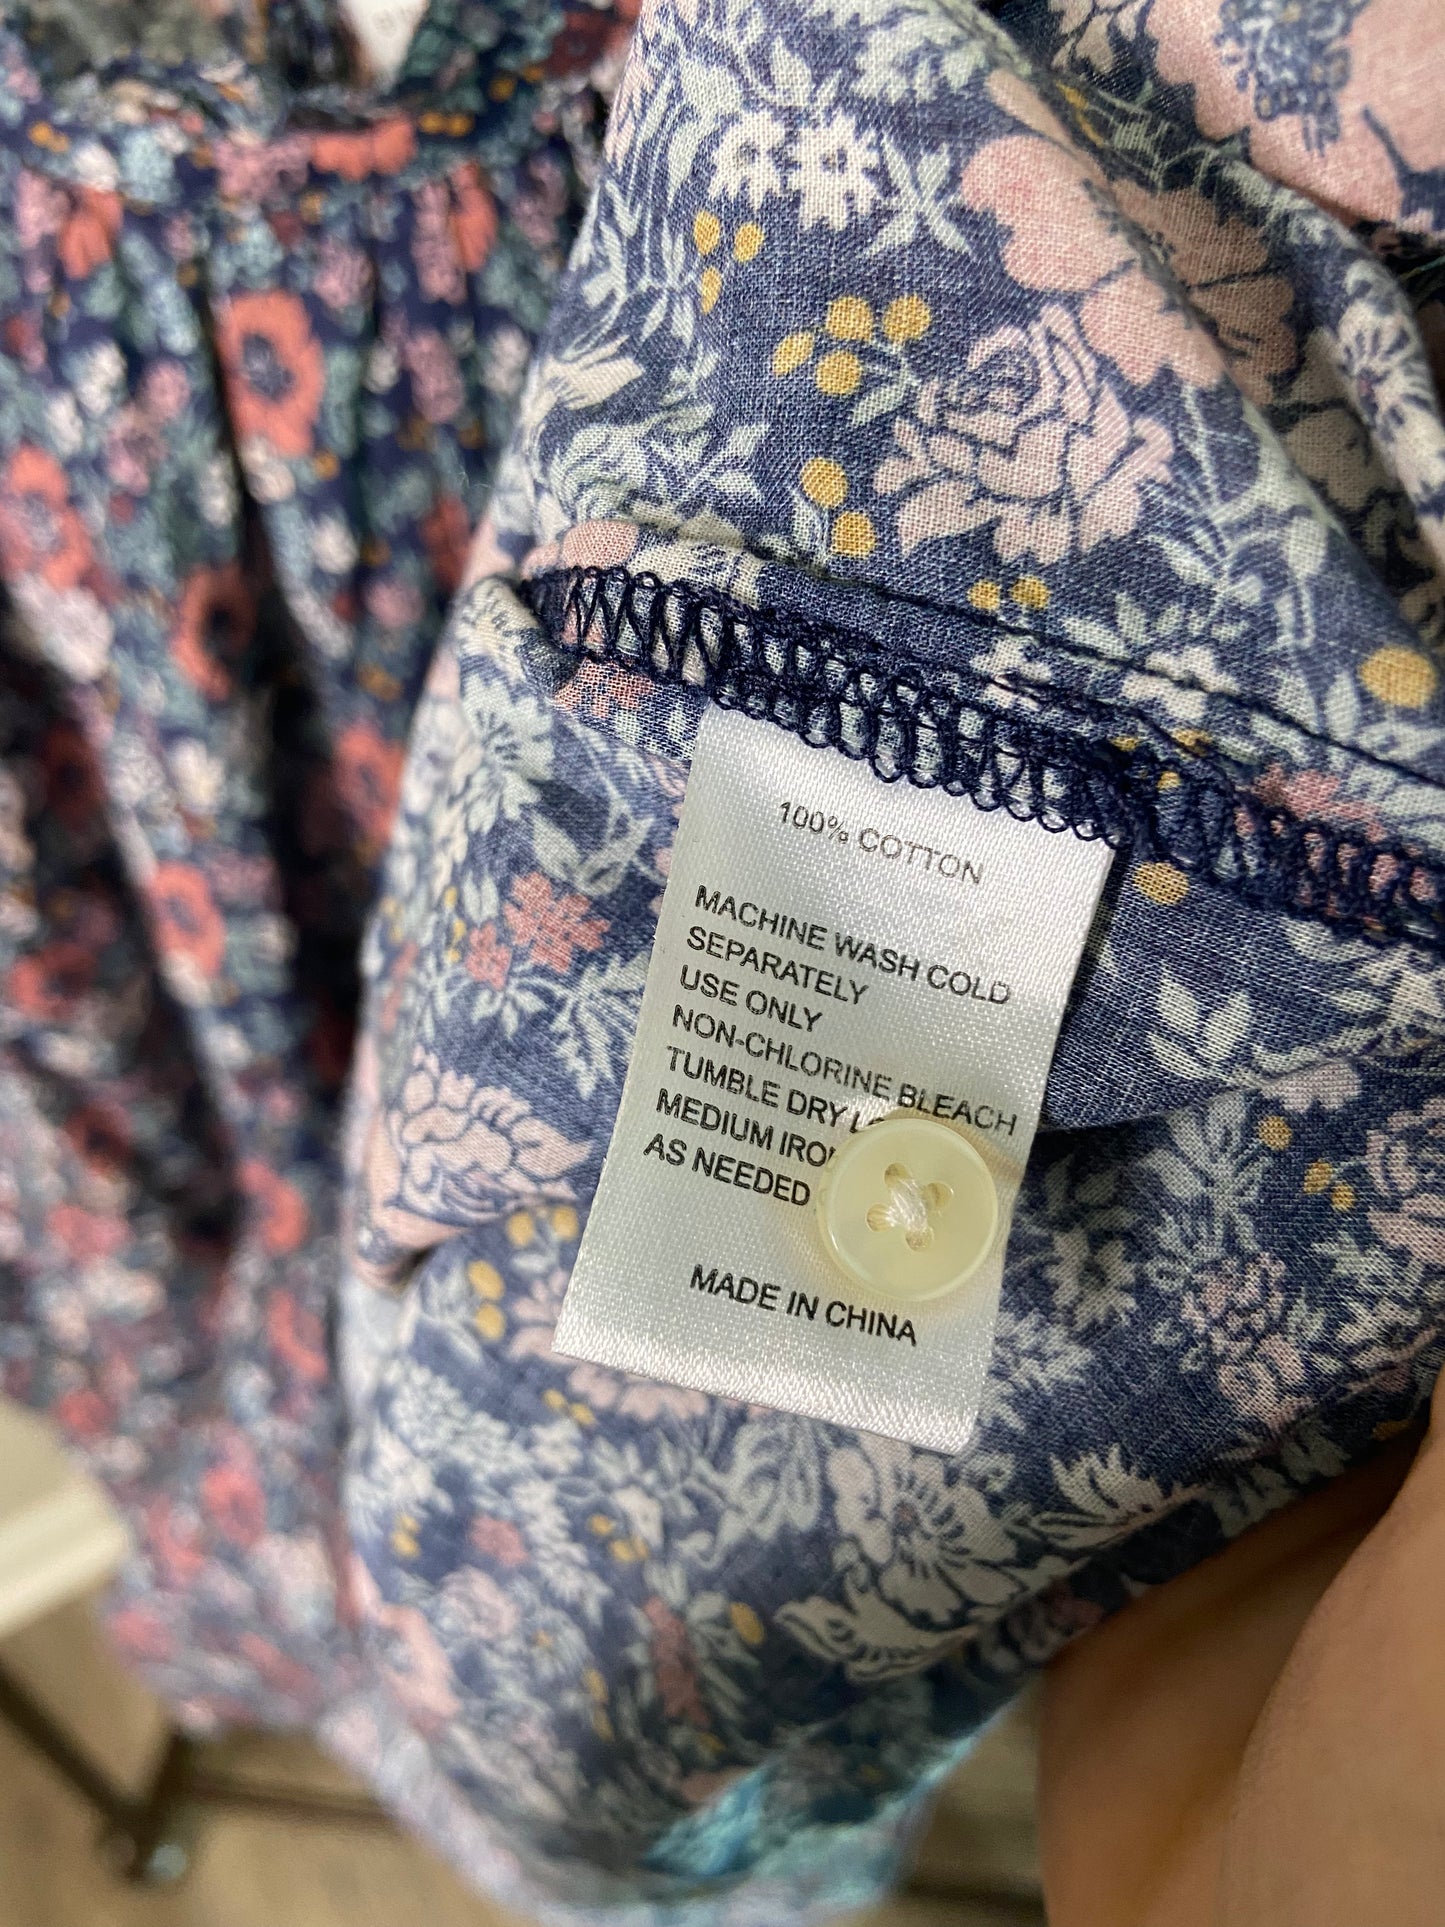 100% COTTON
MACHINE WASH COLD
SEPARATELY
USE ONLY
NON-CHLORINE BLEACH
TUMBLE DRY
MEDIUM IRON
AS NEEDED
MADE IN CHINA